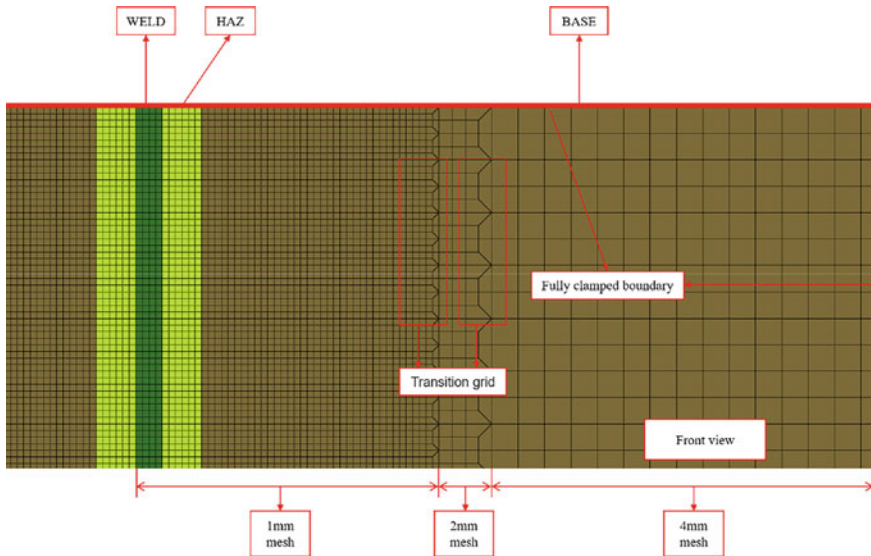 WELD
HAZ
BASE
Fully clamped boundary
Transition grid
Front view
1mm
mesh
2mm
mesh
4mm
mesh